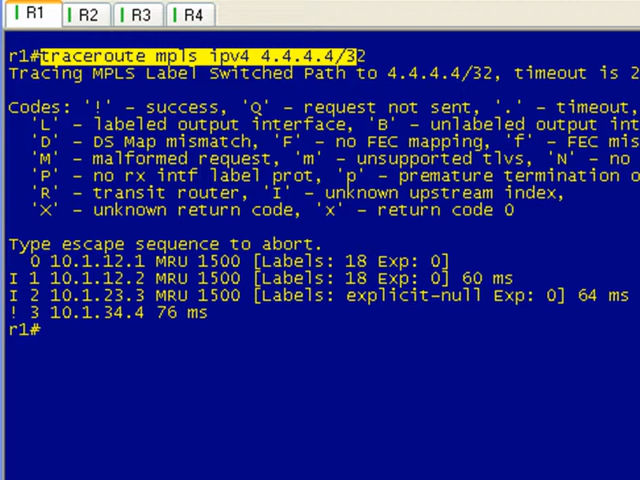 R1 R2 R3 R4
r1#traceroute mpls ipv4 4.4.4.4/32
Tracing MPLS Label Switched Path to 4.4.4.4/32, timeout is 2
Codes: '!' - success, 'Q' - request not sent, '.' - timeout,
'L' - labeled output interface, 'B' - unlabeled output int
'D' - DS Map mismatch, 'F' - no FEC mapping, 'f' - FEC mis
'M' - malformed request, 'm' - unsupported tlvs, 'N' - no
'P' - no rx intf label prot, 'p' - premature termination o
'R' - transit router, 'I' - unknown upstream index,
'X' - unknown return code, 'x' - return code 0
Type escape sequence to abort.
0 10.1.12.1 MRU 1500 [Labels: 18 Exp: 0]
I 1 10.1.12.2 MRU 1500 [Labels: 18 Exp: 0] 60 ms
I 2 10.1.23.3 MRU 1500 [Labels: explicit-null Exp: 0] 64 ms
! 3 10.1.34.4 76 ms
r1#